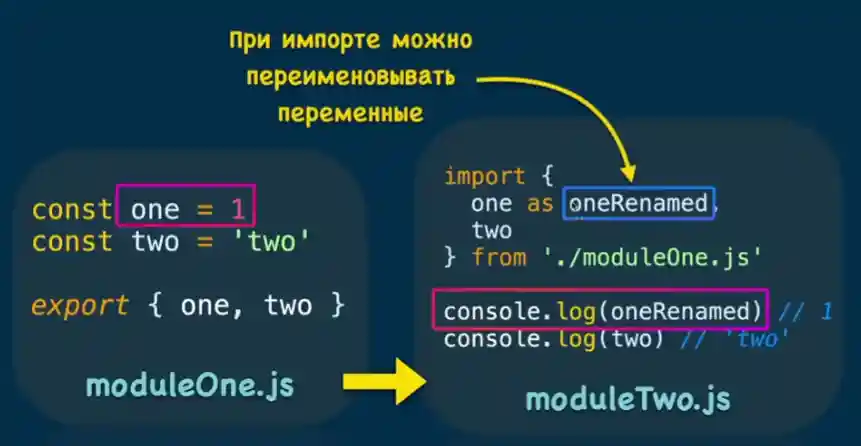 При импорте можно
переименовывать
переменные
const one = 1
const two = 'two'
export { one, two }
moduleOne.js
import {
one as oneRenamed,
two
} from './moduleOne.js'
console.log(oneRenamed) // 1
console.log(two) // 'two'
moduleTwo.js